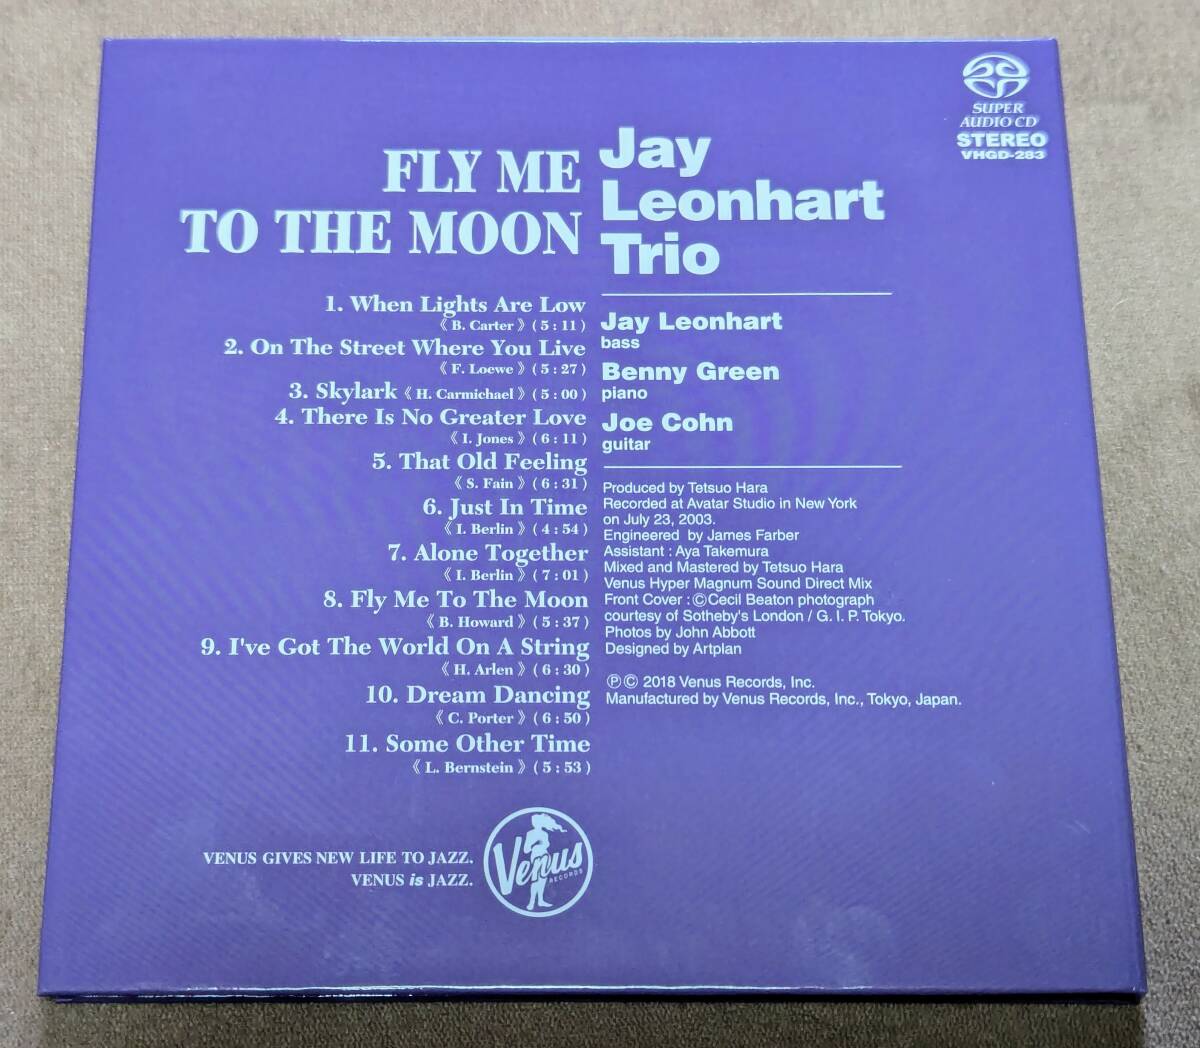 SUPER
AUDIO CD
STEREO
VHGD-283
FLY ME
TO THE MOON
Jay
Leonhart
Trio
1. When Lights Are Low
《 B. Carter 》( 5 : 11 )
2. On The Street Where You Live
《 F. Loewe 》( 5 : 27 )
3. Skylark《 H. Carmichael 》( 5 : 00 )
4. There Is No Greater Love
《 I. Jones 》( 6 : 11 )
5. That Old Feeling
《 S. Fain 》( 6 : 31 )
6. Just In Time
《 I. Berlin 》( 4 : 54 )
7. Alone Together
《 I. Berlin 》( 7 : 01 )
8. Fly Me To The Moon
《 B. Howard 》( 5 : 37 )
9. I've Got The World On A String
《 H. Arlen 》( 6 : 30 )
10. Dream Dancing
《 C. Porter 》( 6 : 50 )
11. Some Other Time
《 L. Bernstein 》( 5 : 53 )
Jay Leonhart
bass
Benny Green
piano
Joe Cohn
guitar
Produced by Tetsuo Hara
Recorded at Avatar Studio in New York
on July 23, 2003.
Engineered by James Farber
Assistant : Aya Takemura
Mixed and Mastered by Tetsuo Hara
Venus Hyper Magnum Sound Direct Mix
Front Cover : ©Cecil Beaton photograph
courtesy of Sotheby's London / G. I. P. Tokyo.
Photos by John Abbott
Designed by Artplan
℗© 2018 Venus Records, Inc.
Manufactured by Venus Records, Inc., Tokyo, Japan.
VENUS GIVES NEW LIFE TO JAZZ.
VENUS is JAZZ.
Venus
RECORDS